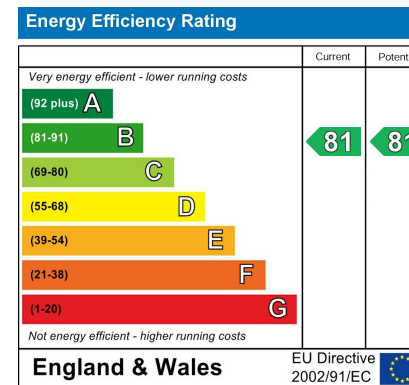 Energy Efficiency Rating
Current Potent
Very energy efficient - lower running costs
(92 plus) A
(81-91) B 81 81
(69-80) C
(55-68) D
(39-54) E
(21-38) F
(1-20) G
Not energy efficient - higher running costs
England & Wales
EU Directive
2002/91/EC